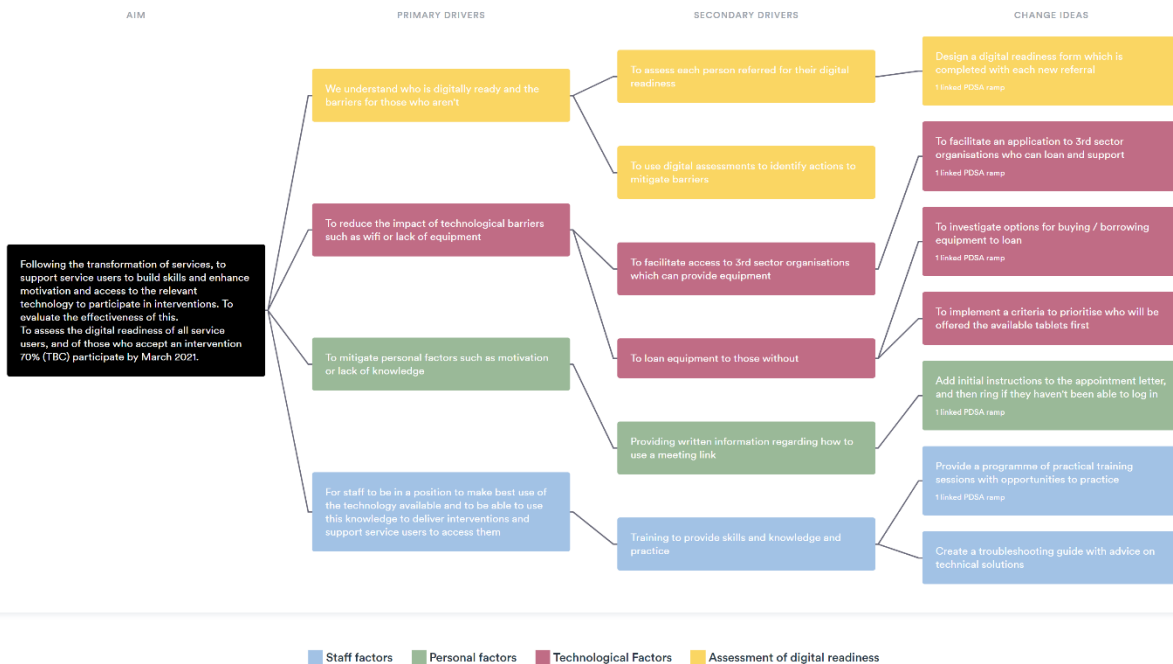 AIM
PRIMARY DRIVERS
SECONDARY DRIVERS
CHANGE IDEAS
Following the transformation of services, to
support service users to build skills and enhance
motivation and access to the relevant
technology to participate in interventions. To
evaluate the effectiveness of this.
To assess the digital readiness of all service
users, and of those who accept an intervention
70% (TBC) participate by March 2021.
We understand who is digitally ready and the
barriers for those who aren't
To reduce the impact of technological barriers
such as wifi or lack of equipment
To mitigate personal factors such as motivation
or lack of knowledge
For staff to be in a position to make best use of
the technology available and to be able to use
this knowledge to deliver interventions and
support service users to access them
To assess each person referred for their digital
readiness
To use digital assessments to identify actions to
mitigate barriers
To facilitate access to 3rd sector organisations
which can provide equipment
To loan equipment to those without
Providing written information regarding how to
use a meeting link
Training to provide skills and knowledge and
practice
Design a digital readiness form which is
completed with each new referral
1 linked PDSA ramp
To facilitate an application to 3rd sector
organisations who can loan and support
1 linked PDSA ramp
To investigate options for buying / borrowing
equipment to loan
1 linked PDSA ramp
To implement a criteria to prioritise who will be
offered the available tablets first
Add initial instructions to the appointment letter,
and then ring if they haven't been able to log in
1 linked PDSA ramp
Provide a programme of practical training
sessions with opportunities to practice
1 linked PDSA ramp
Create a troubleshooting guide with advice on
technical solutions
Staff factors
Personal factors
Technological Factors
Assessment of digital readiness